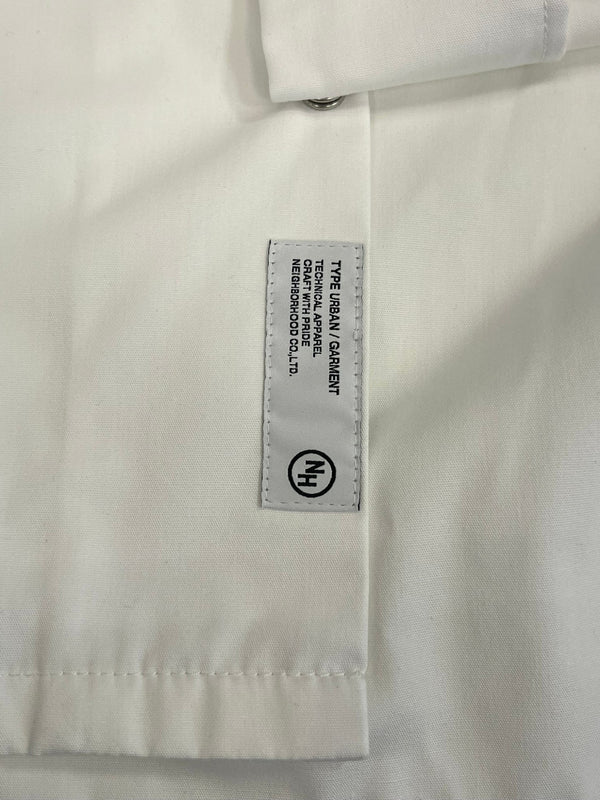 TYPE URBAN / GARMENT
TECHNICAL APPAREL
CRAFT WITH PRIDE
NEIGHBORHOOD CO.,LTD.
NH